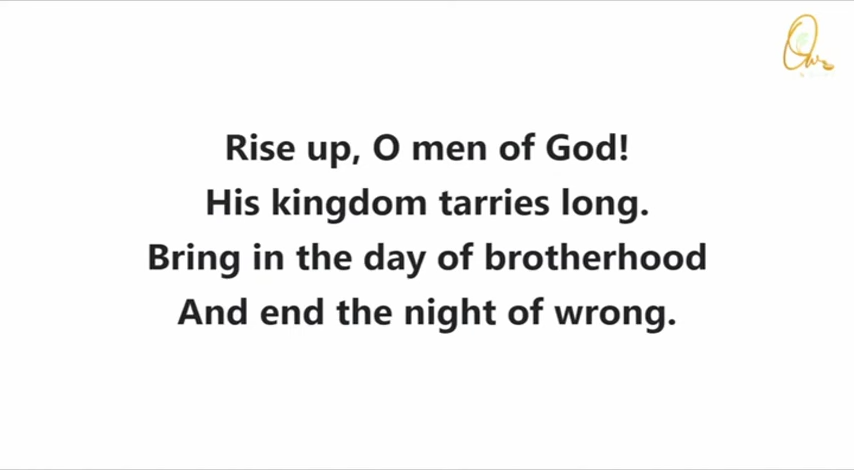 Rise up, O men of God!
His kingdom tarries long.
Bring in the day of brotherhood
And end the night of wrong.